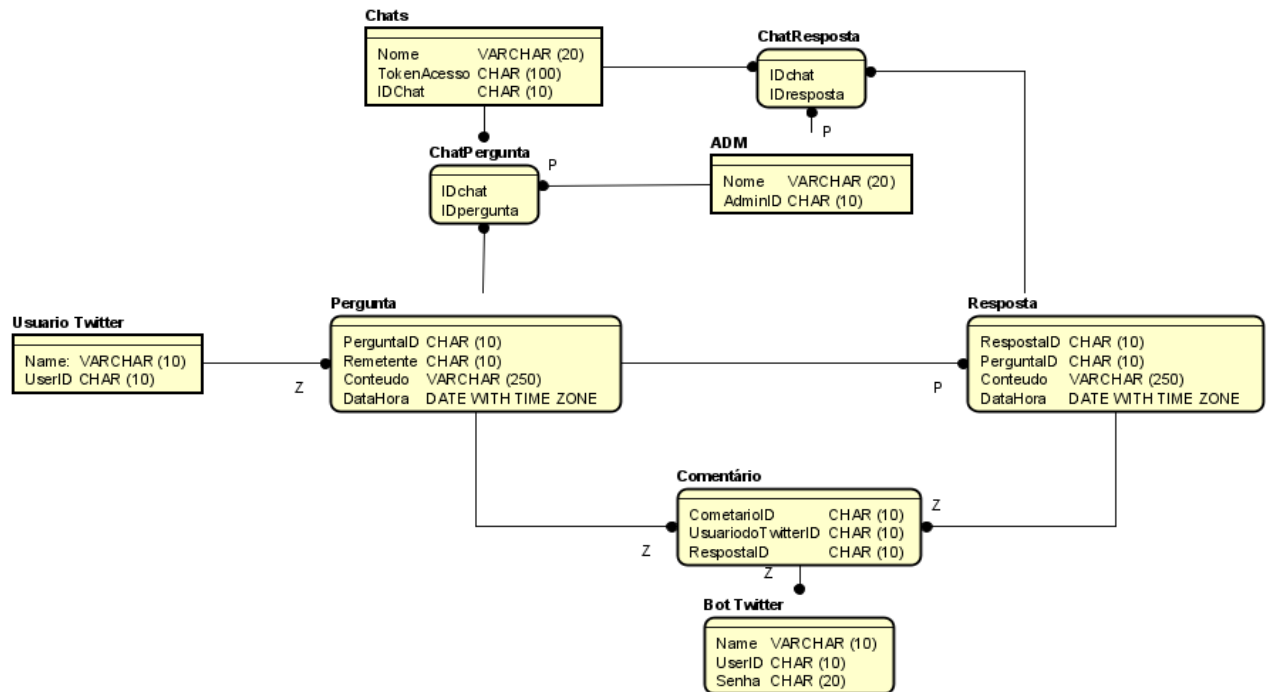 Chats
Nome VARCHAR (20)
TokenAcesso CHAR (100)
IDChat CHAR (10)
ChatResposta
IDchat
IDresposta
P
ADM
Nome VARCHAR (20)
AdminID CHAR (10)
ChatPergunta
P
IDchat
IDpergunta
Usuario Twitter
Name: VARCHAR (10)
UserID CHAR (10)
Z
Pergunta
PerguntaID CHAR (10)
Remetente CHAR (10)
Conteudo VARCHAR (250)
DataHora DATE WITH TIME ZONE
P
Resposta
RespostaID CHAR (10)
PerguntaID CHAR (10)
Conteudo VARCHAR (250)
DataHora DATE WITH TIME ZONE
Comentário
CometarioID CHAR (10)
UsuariodoTwitterID CHAR (10)
RespostaID CHAR (10)
Z
Z
Z
Bot Twitter
Name VARCHAR (10)
UserID CHAR (10)
Senha CHAR (20)